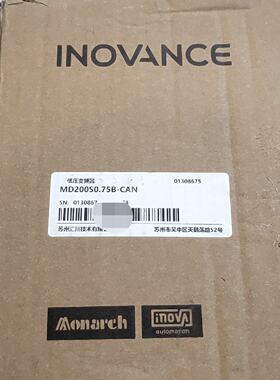 INOVANCE
低压变频器 01308675
MD200S0.75B-CAN
SN: 0130867
苏州汇川技术有限 苏州市吴中区天鹅荡路52号
Monarch inova
automation